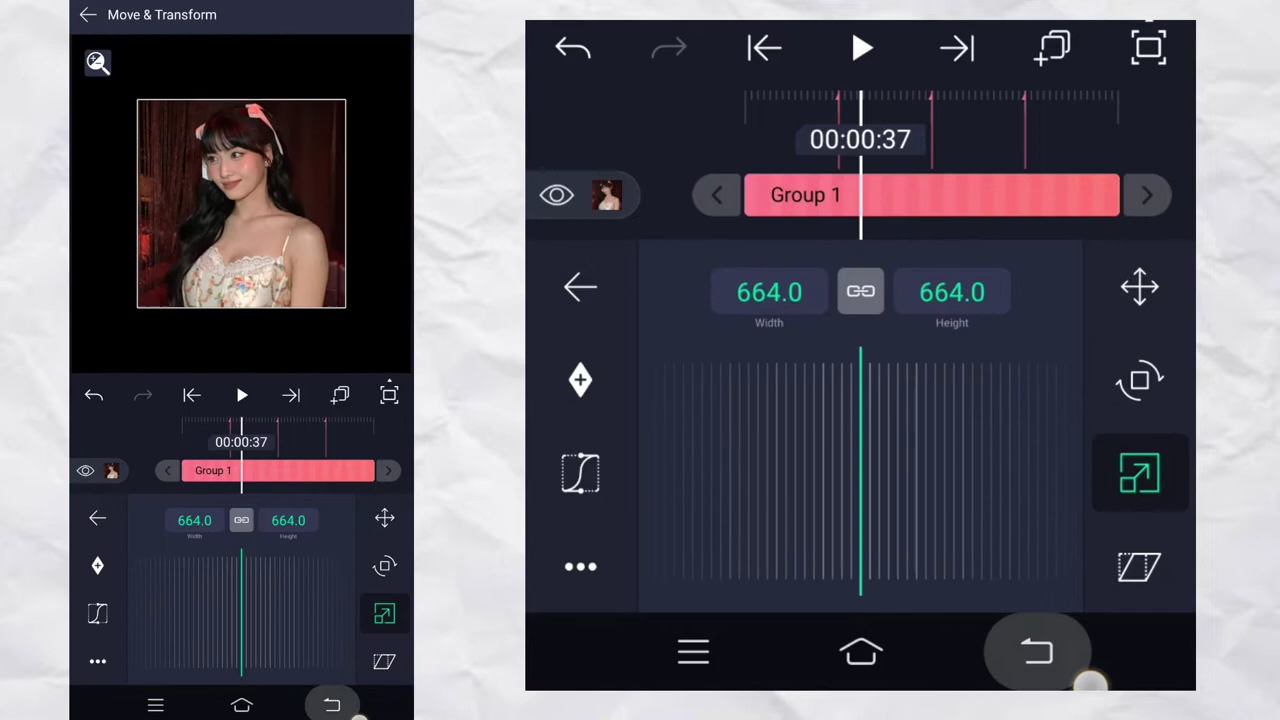 Move & Transform
00:00:37
Group 1
664.0
664.0
Width
Height
00:00:37
Group 1
664.0
664.0
Width
Height